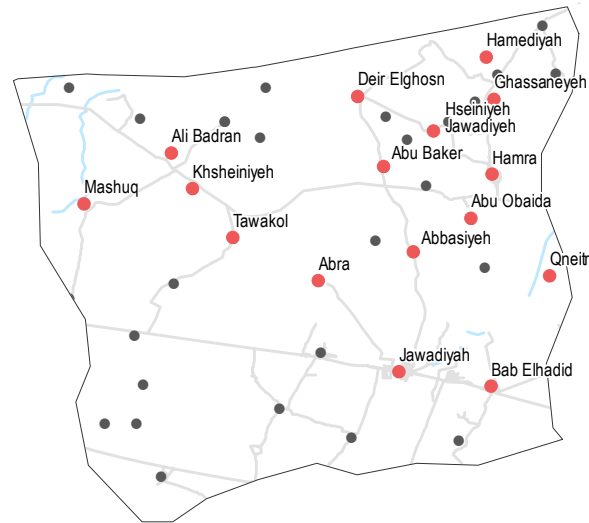 Hamediyah
Deir Elghosn
Ghassaneyeh
Hseiniyeh
Jawadiyeh
Ali Badran
Abu Baker
Hamra
Khsheiniyeh
Mashuq
Abu Obaida
Tawakol
Abbasiyeh
Abra
Qneitr
Jawadiyah
Bab Elhadid